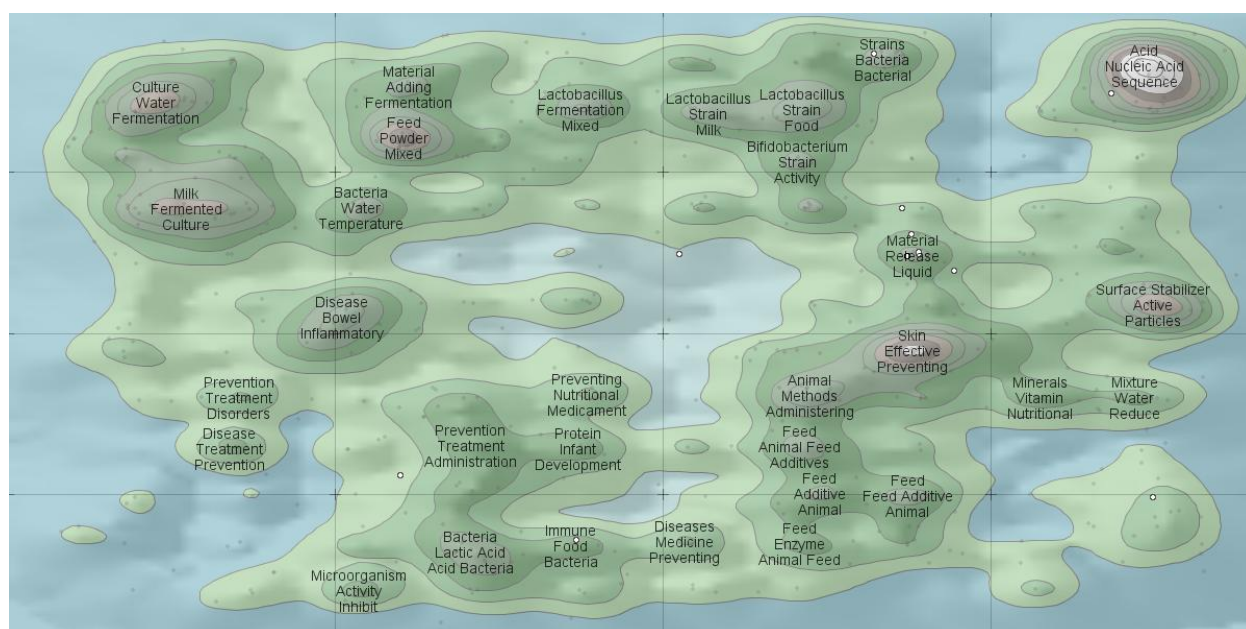 Strains
Bacteria
Bacterial
Acid
Nucleic Acid
Sequence
Culture
Water
Fermentation
Material
Adding
Fermentation
Feed
Powder
Mixed
Lactobacillus
Fermentation
Mixed
Lactobacillus
Strain
Milk
Lactobacillus
Strain
Food
Bifidobacterium
Strain
Activity
Milk
Fermented
Culture
Bacteria
Water
Temperature
Material
Release
Liquid
Disease
Bowel
Inflammatory
Surface Stabilizer
Active
Particles
Skin
Effective
Preventing
Prevention
Treatment
Disorders
Preventing
Nutritional
Medicament
Animal
Methods
Administering
Minerals
Vitamin
Nutritional
Mixture
Water
Reduce
Disease
Treatment
Prevention
Prevention
Treatment
Administration
Protein
Infant
Development
Feed
Animal Feed
Additives
Feed
Additive
Animal
Feed
Feed Additive
Animal
Bacteria
Lactic Acid
Acid Bacteria
Immune
Food
Bacteria
Diseases
Medicine
Preventing
Feed
Enzyme
Animal Feed
Microorganism
Activity
Inhibit